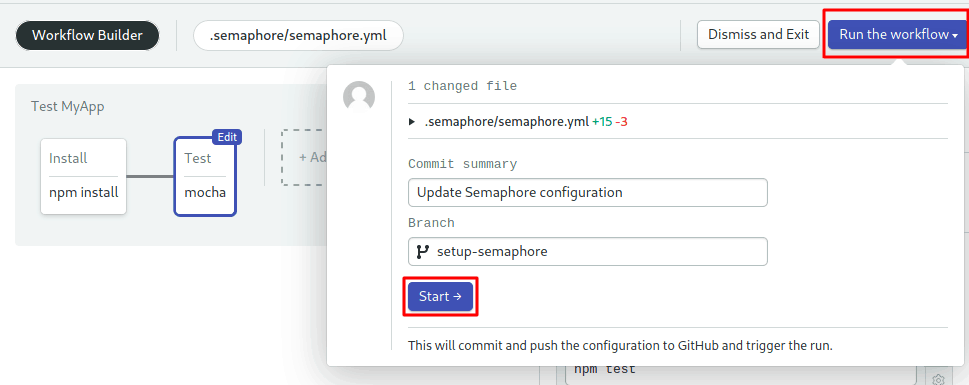 Workflow Builder
.semaphore/semaphore.yml
Dismiss and Exit
Run the workflow
Test MyApp
Edit
Install
npm install
Test
mocha
+ Ad
1 changed file
.semaphore/semaphore.yml +15 -3
Commit summary
Update Semaphore configuration
Branch
setup-semaphore
Start →
This will commit and push the configuration to GitHub and trigger the run.
npm test